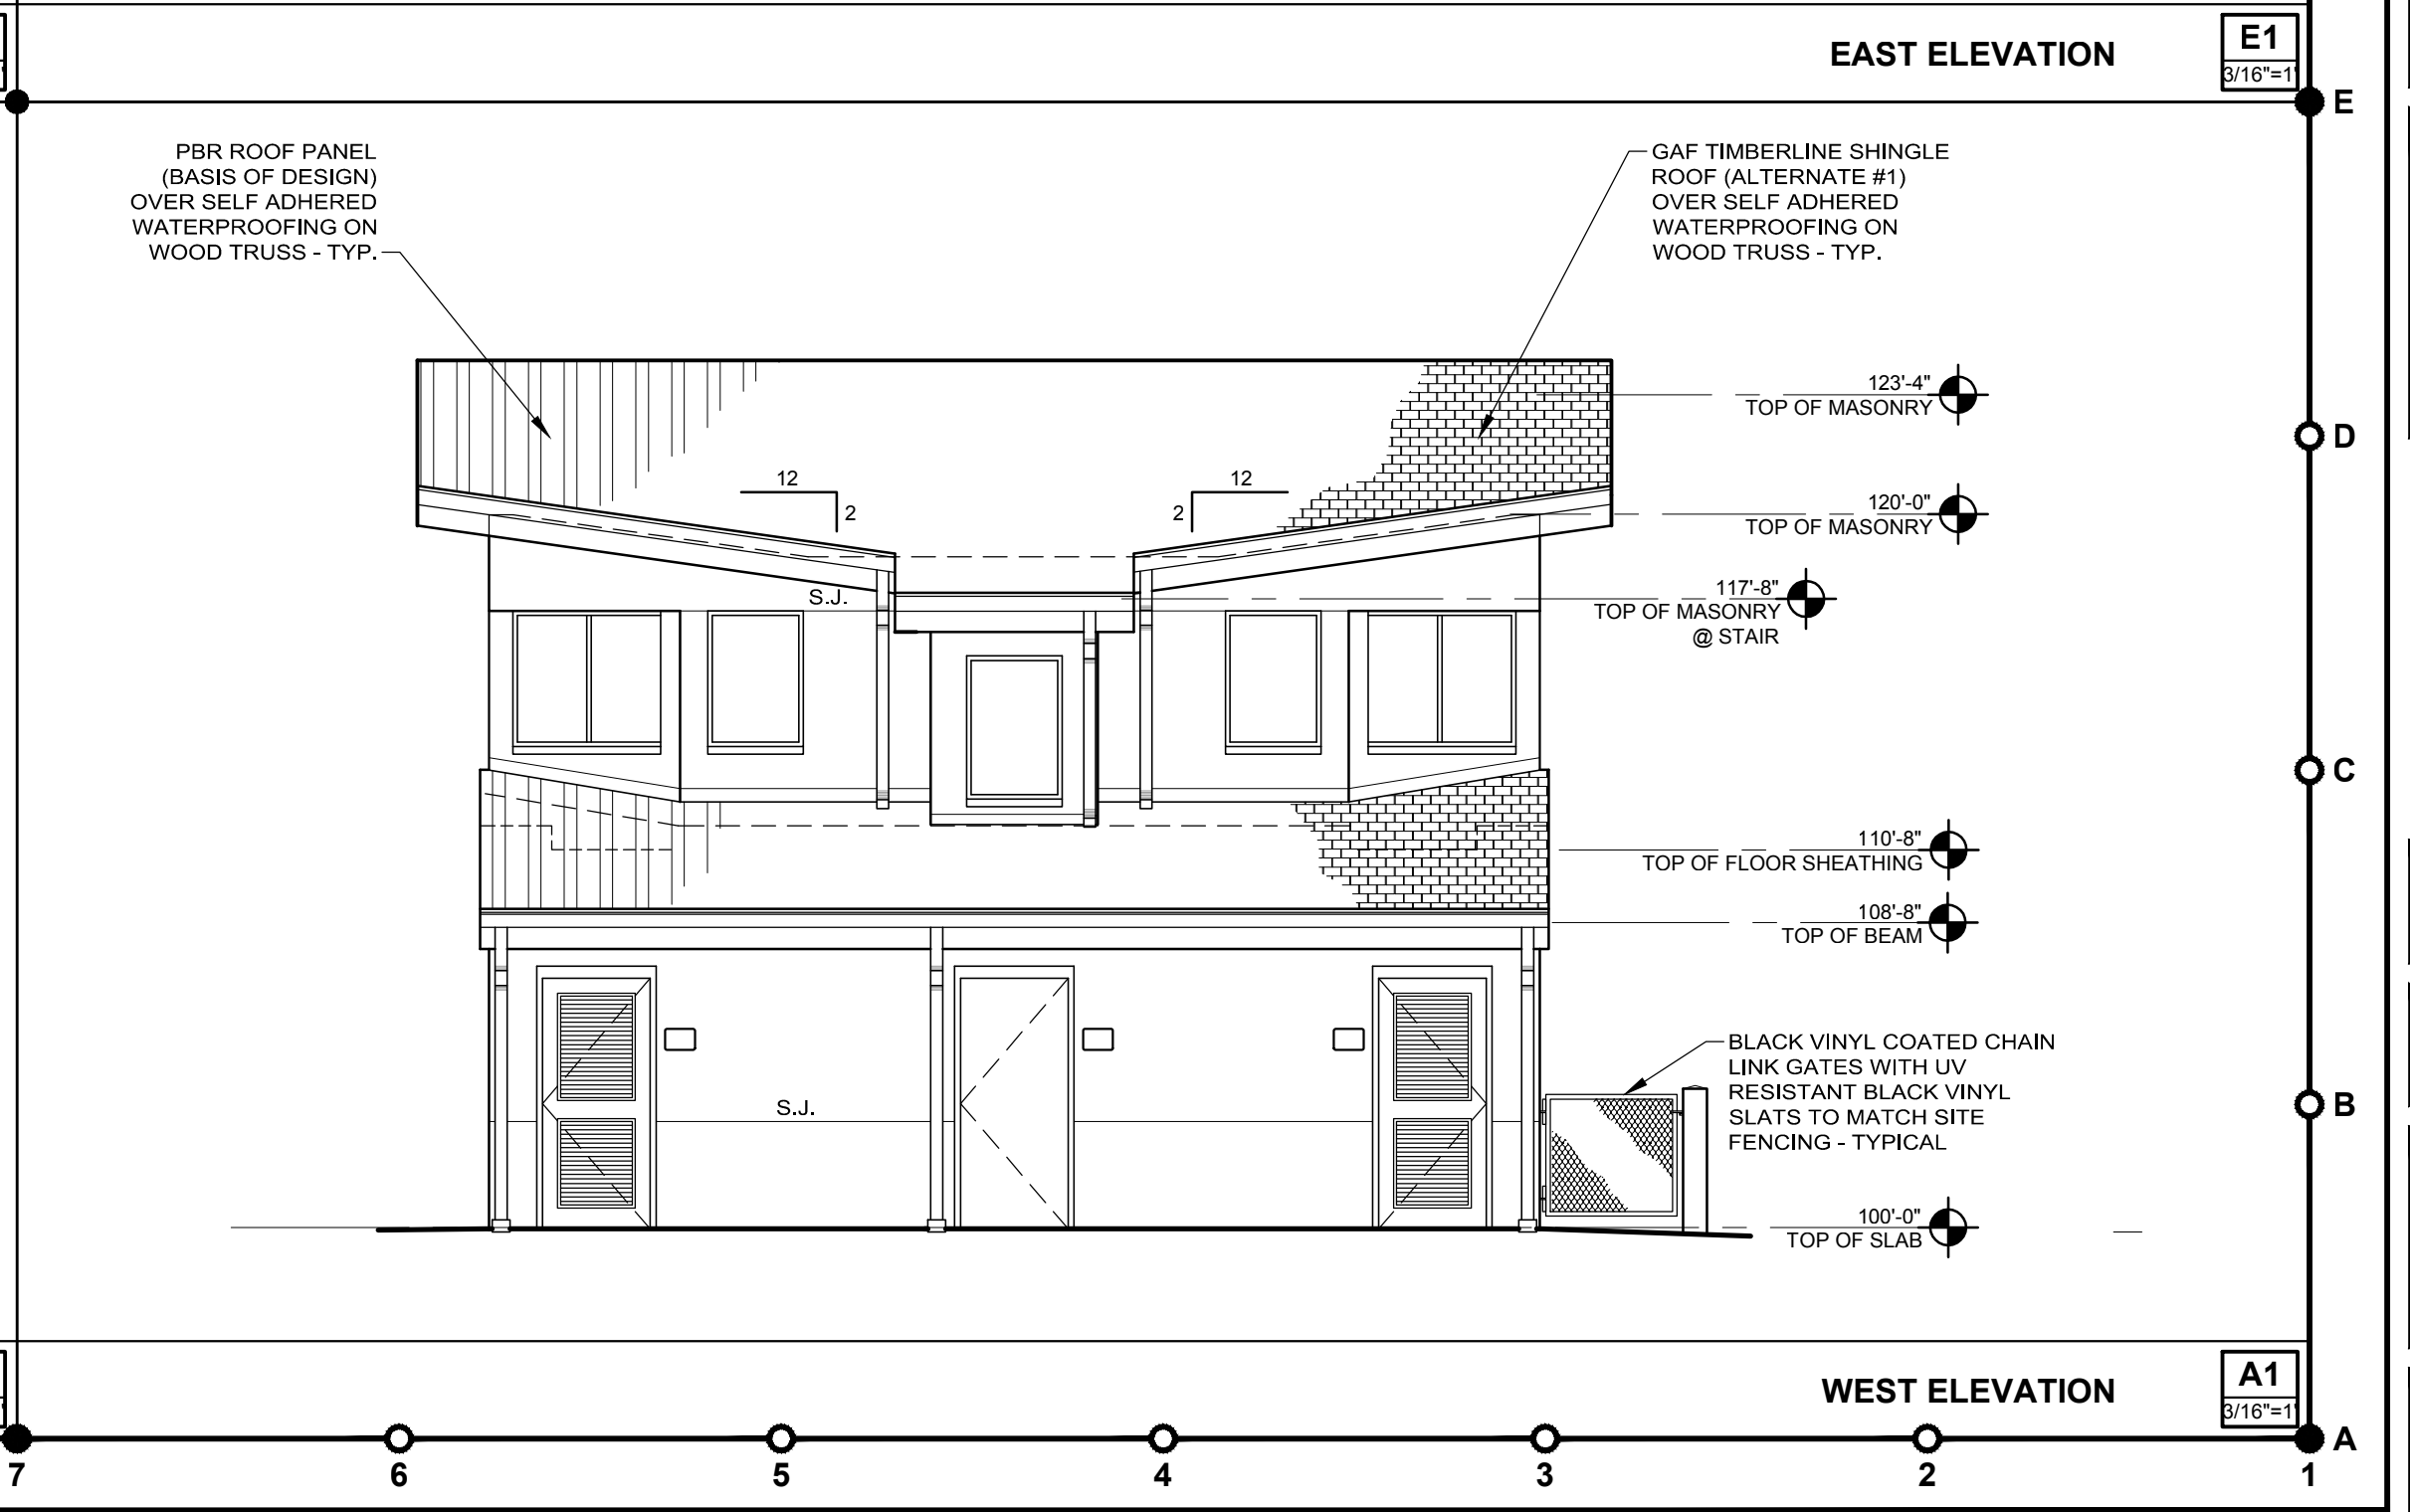 EAST ELEVATION
E1
3/16"=1'
E
PBR ROOF PANEL
(BASIS OF DESIGN)
OVER SELF ADHERED
WATERPROOFING ON
WOOD TRUSS - TYP.
GAF TIMBERLINE SHINGLE
ROOF (ALTERNATE #1)
OVER SELF ADHERED
WATERPROOFING ON
WOOD TRUSS - TYP.
123'-4"
TOP OF MASONRY
D
12
2
12
2
120'-0"
TOP OF MASONRY
S.J.
117'-8"
TOP OF MASONRY
@ STAIR
C
110'-8"
TOP OF FLOOR SHEATHING
108'-8"
TOP OF BEAM
BLACK VINYL COATED CHAIN
LINK GATES WITH UV
RESISTANT BLACK VINYL
SLATS TO MATCH SITE
FENCING - TYPICAL
S.J.
B
100'-0"
TOP OF SLAB
WEST ELEVATION
A1
3/16"=1'
A
7
6
5
4
3
2
1